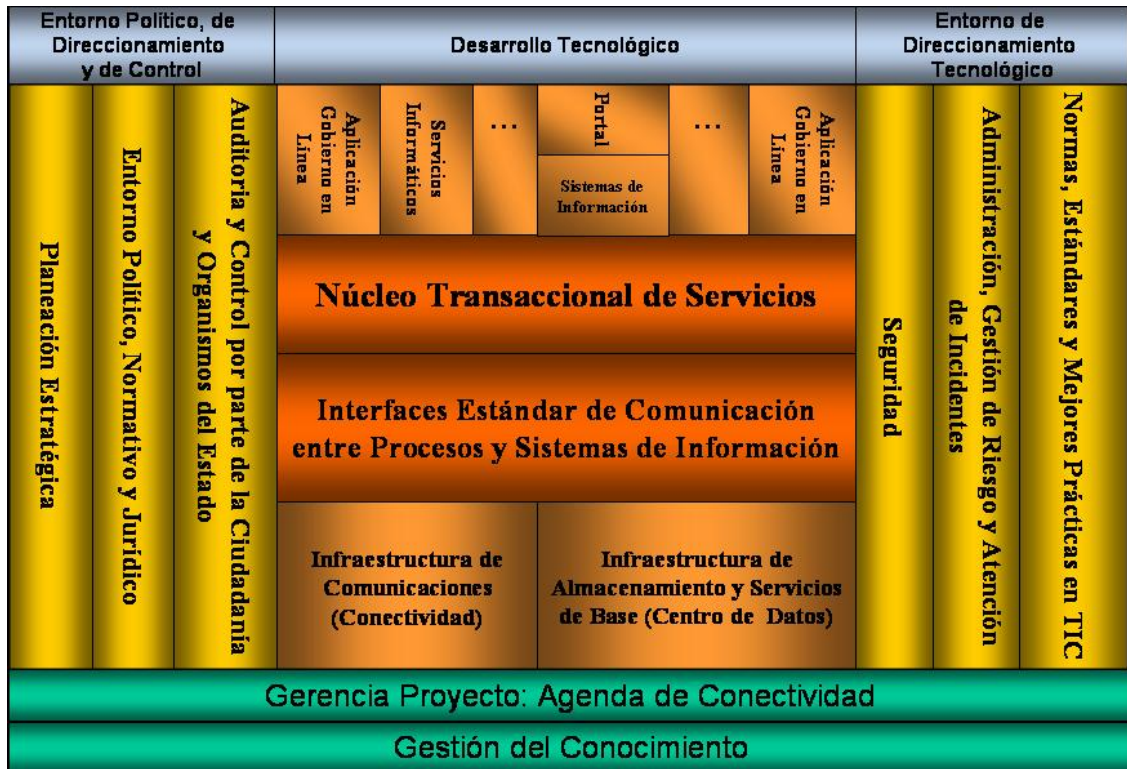 Entorno Político, de
Direccionamiento
y de Control
Desarrollo Tecnológico
Entorno de
Direccionamiento
Tecnológico
Planeación Estratégica
Entorno Político, Normativo y Jurídico
Auditoria y Control por parte de la Ciudadanía
y Organismos del Estado
Aplicación
Gobierno en
Línea
Servicios
Informáticos
...
Portal
Sistemas de
Información
...
Aplicación
Gobierno en
Línea
Núcleo Transaccional de Servicios
Interfaces Estándar de Comunicación
entre Procesos y Sistemas de Información
Infraestructura de
Comunicaciones
(Conectividad)
Infraestructura de
Almacenamiento y Servicios
de Base (Centro de Datos)
Seguridad
Administración, Gestión de Riesgo y Atención
de Incidentes
Normas, Estándares y Mejores Prácticas en TIC
Gerencia Proyecto: Agenda de Conectividad
Gestión del Conocimiento